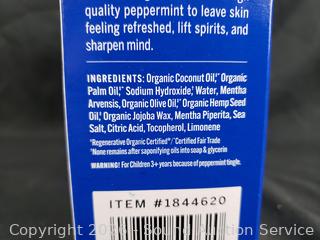 quality peppermint to leave skin
feeling refreshed, lift spirits, and
sharpen mind.
INGREDIENTS: Organic Coconut Oil,* Organic
Palm Oil,* Sodium Hydroxide,† Water, Mentha
Arvensis, Organic Olive Oil,* Organic Hemp Seed
Oil,* Organic Jojoba Wax, Mentha Piperita, Sea
Salt, Citric Acid, Tocopherol, Limonene
*Regenerative Organic Certified® / *Certified Fair Trade
†None remains after saponifying oils into soap & glycerin
WARNING! For Children 3+ years because of peppermint tingle.
ITEM #1844620
Auction Service